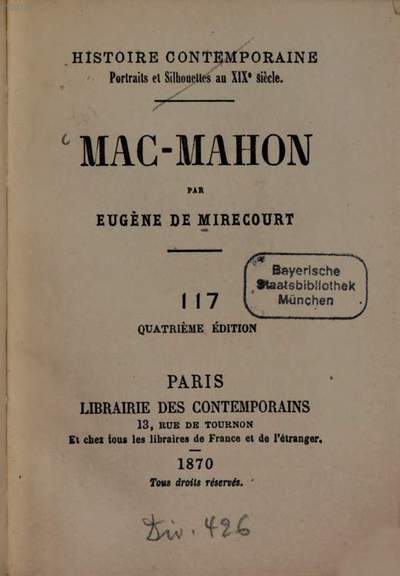 HISTOIRE CONTEMPORAINE
Portraits et Silhouettes au XIXe siècle.
MAC-MAHON
PAR
EUGÈNE DE MIRECOURT
117
Bayerische
Staatsbibliothek
München
QUATRIÈME ÉDITION
PARIS
LIBRAIRIE DES CONTEMPORAINS
13, RUE DE TOURNON
Et chez tous les libraires de France et de l'étranger.
1870
Tous droits réservés.
Div. 426